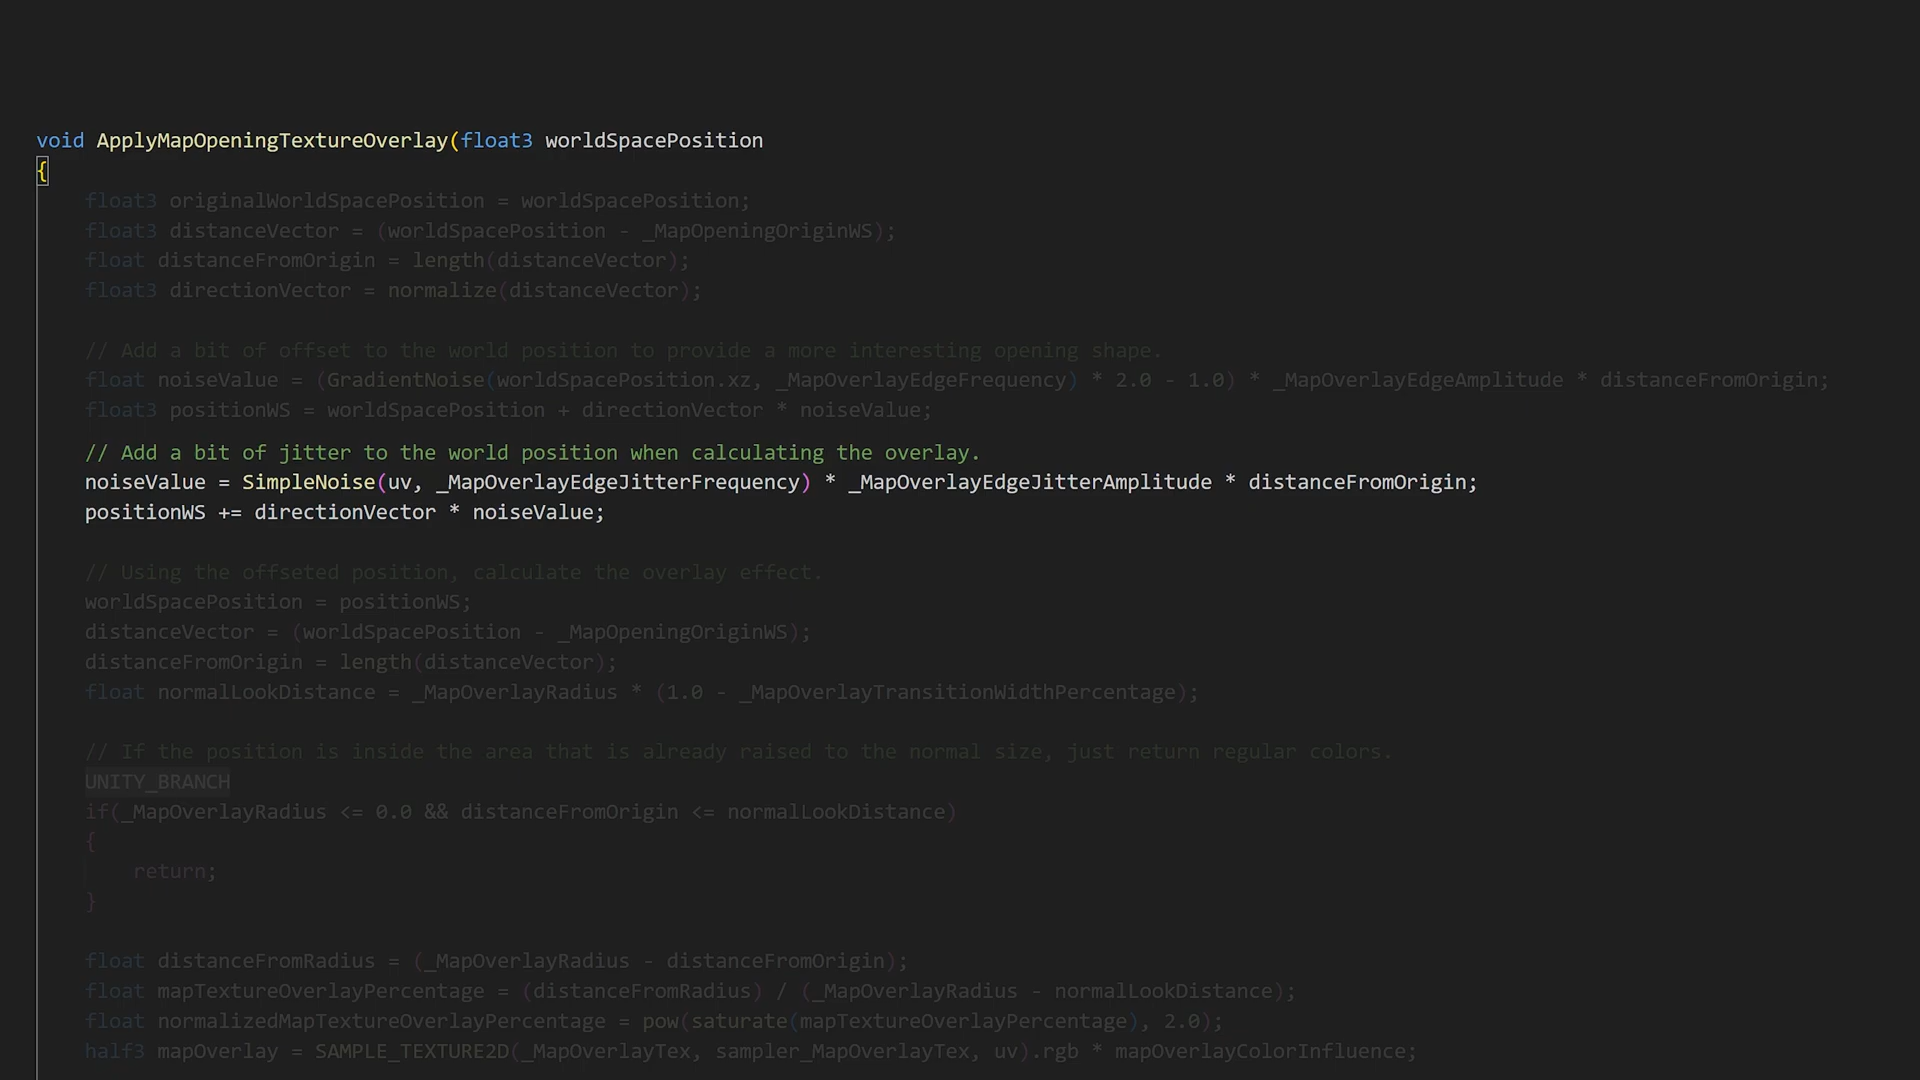 void ApplyMapOpeningTextureOverlay(float3 worldSpacePosition
{
float3 originalWorldSpacePosition = worldSpacePosition;
float3 distanceVector = (worldSpacePosition - _MapOpeningOriginWS);
float distanceFromOrigin = length(distanceVector);
float3 directionVector = normalize(distanceVector);
// Add a bit of offset to the world position to provide a more interesting opening shape.
float noiseValue = (GradientNoise(worldSpacePosition.xz, _MapOverlayEdgeFrequency) * 2.0 - 1.0) * _MapOverlayEdgeAmplitude * distanceFromOrigin;
float3 positionWS = worldSpacePosition + directionVector * noiseValue;
// Add a bit of jitter to the world position when calculating the overlay.
noiseValue = SimpleNoise(uv, _MapOverlayEdgeJitterFrequency) * _MapOverlayEdgeJitterAmplitude * distanceFromOrigin;
positionWS += directionVector * noiseValue;
// Using the offseted position, calculate the overlay effect.
worldSpacePosition = positionWS;
distanceVector = (worldSpacePosition - _MapOpeningOriginWS);
distanceFromOrigin = length(distanceVector);
float normalLookDistance = _MapOverlayRadius * (1.0 - _MapOverlayTransitionWidthPercentage);
// If the position is inside the area that is already raised to the normal size, just return regular colors.
UNITY_BRANCH
if(_MapOverlayRadius <= 0.0 && distanceFromOrigin <= normalLookDistance)
{
return;
}
float distanceFromRadius = (_MapOverlayRadius - distanceFromOrigin);
float mapTextureOverlayPercentage = (distanceFromRadius) / (_MapOverlayRadius - normalLookDistance);
float normalizedMapTextureOverlayPercentage = pow(saturate(mapTextureOverlayPercentage), 2.0);
half3 mapOverlay = SAMPLE_TEXTURE2D(_MapOverlayTex, sampler_MapOverlayTex, uv).rgb * mapOverlayColorInfluence;